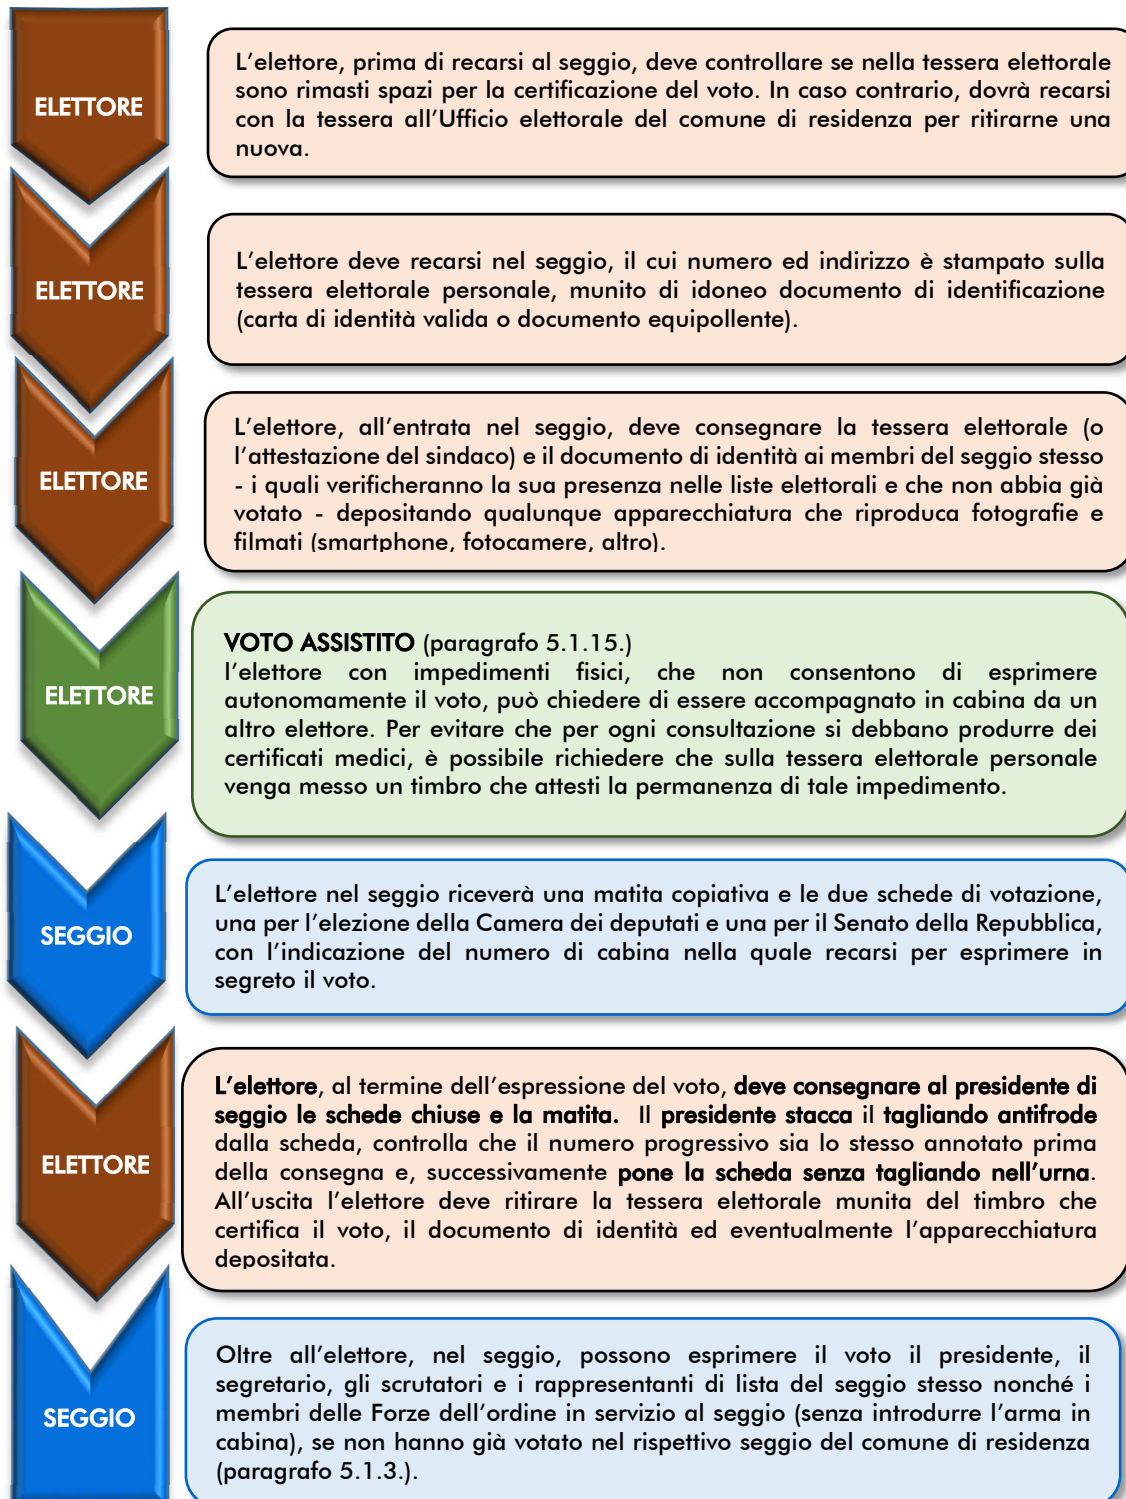 ELETTORE
L'elettore, prima di recarsi al seggio, deve controllare se nella tessera elettorale
sono rimasti spazi per la certificazione del voto. In caso contrario, dovrà recarsi
con la tessera all'Ufficio elettorale del comune di residenza per ritirarne una
nuova.
ELETTORE
L'elettore deve recarsi nel seggio, il cui numero ed indirizzo è stampato sulla
tessera elettorale personale, munito di idoneo documento di identificazione
(carta di identità valida o documento equipollente).
ELETTORE
L'elettore, all'entrata nel seggio, deve consegnare la tessera elettorale (o
l'attestazione del sindaco) e il documento di identità ai membri del seggio stesso
- i quali verificheranno la sua presenza nelle liste elettorali e che non abbia già
votato - depositando qualunque apparecchiatura che riproduca fotografie e
filmati (smartphone, fotocamere, altro).
ELETTORE
VOTO ASSISTITO (paragrafo 5.1.15.)
l'elettore con impedimenti fisici, che non consentono di esprimere
autonomamente il voto, può chiedere di essere accompagnato in cabina da un
altro elettore. Per evitare che per ogni consultazione si debbano produrre dei
certificati medici, è possibile richiedere che sulla tessera elettorale personale
venga messo un timbro che attesti la permanenza di tale impedimento.
SEGGIO
L'elettore nel seggio riceverà una matita copiativa e le due schede di votazione,
una per l'elezione della Camera dei deputati e una per il Senato della Repubblica,
con l'indicazione del numero di cabina nella quale recarsi per esprimere in
segreto il voto.
ELETTORE
L'elettore, al termine dell'espressione del voto, deve consegnare al presidente di
seggio le schede chiuse e la matita. Il presidente stacca il tagliando antifrode
dalla scheda, controlla che il numero progressivo sia lo stesso annotato prima
della consegna e, successivamente pone la scheda senza tagliando nell'urna.
All'uscita l'elettore deve ritirare la tessera elettorale munita del timbro che
certifica il voto, il documento di identità ed eventualmente l'apparecchiatura
depositata.
SEGGIO
Oltre all'elettore, nel seggio, possono esprimere il voto il presidente, il
segretario, gli scrutatori e i rappresentanti di lista del seggio stesso nonché i
membri delle Forze dell'ordine in servizio al seggio (senza introdurre l'arma in
cabina), se non hanno già votato nel rispettivo seggio del comune di residenza
(paragrafo 5.1.3.).